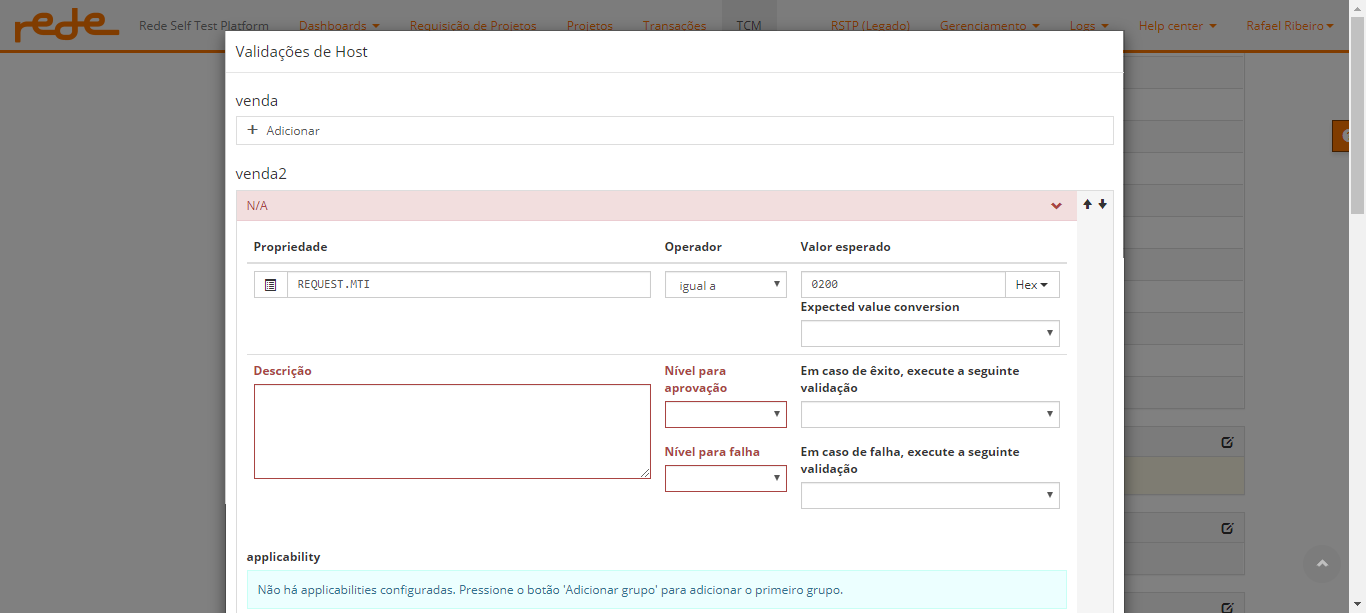 rede Rede Self Test Platform Dashboards Requisição de Projetos Projetos Transações TCM RSTP (Legado) Gerenciamento Logs Help center Rafael Ribeiro
Validações de Host
venda
+ Adicionar
venda2
N/A
Propriedade Operador Valor esperado
REQUEST.MTI igual a 0200 Hex
Expected value conversion
Descrição
Nível para
aprovação
Em caso de êxito, execute a seguinte
validação
Nível para falha
Em caso de falha, execute a seguinte
validação
applicability
Não há applicabilities configuradas. Pressione o botão 'Adicionar grupo' para adicionar o primeiro grupo.